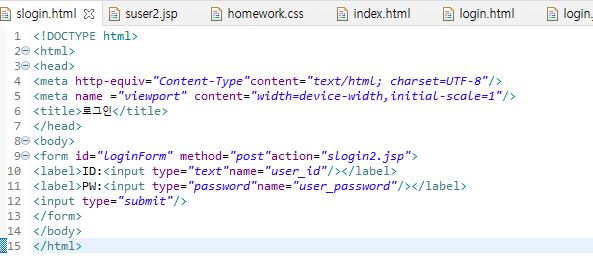 slogin.html suser2.jsp homework.css index.html login.html login.
1 <!DOCTYPE html>
2 <html>
3 <head>
4 <meta http-equiv="Content-Type"content="text/html; charset=UTF-8"/>
5 <meta name ="viewport" content="width=device-width,initial-scale=1"/>
6 <title>로그인</title>
7 </head>
8 <body>
9 <form id="loginForm" method="post"action="slogin2.jsp">
10 <label>ID:<input type="text"name="user_id"/></label>
11 <label>PW:<input type="password"name="user_password"/></label>
12 <input type="submit"/>
13 </form>
14 </body>
15 </html>